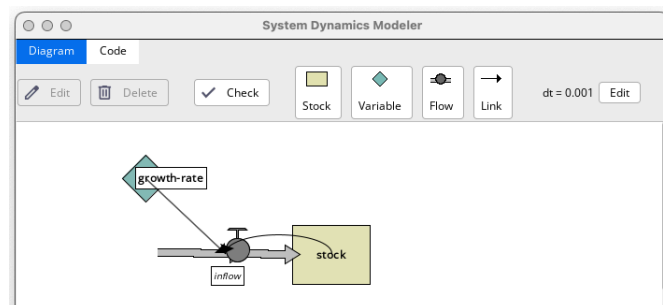 System Dynamics Modeler
Diagram Code
Edit Delete Check Stock Variable Flow Link dt = 0.001 Edit
growth-rate
stock
inflow